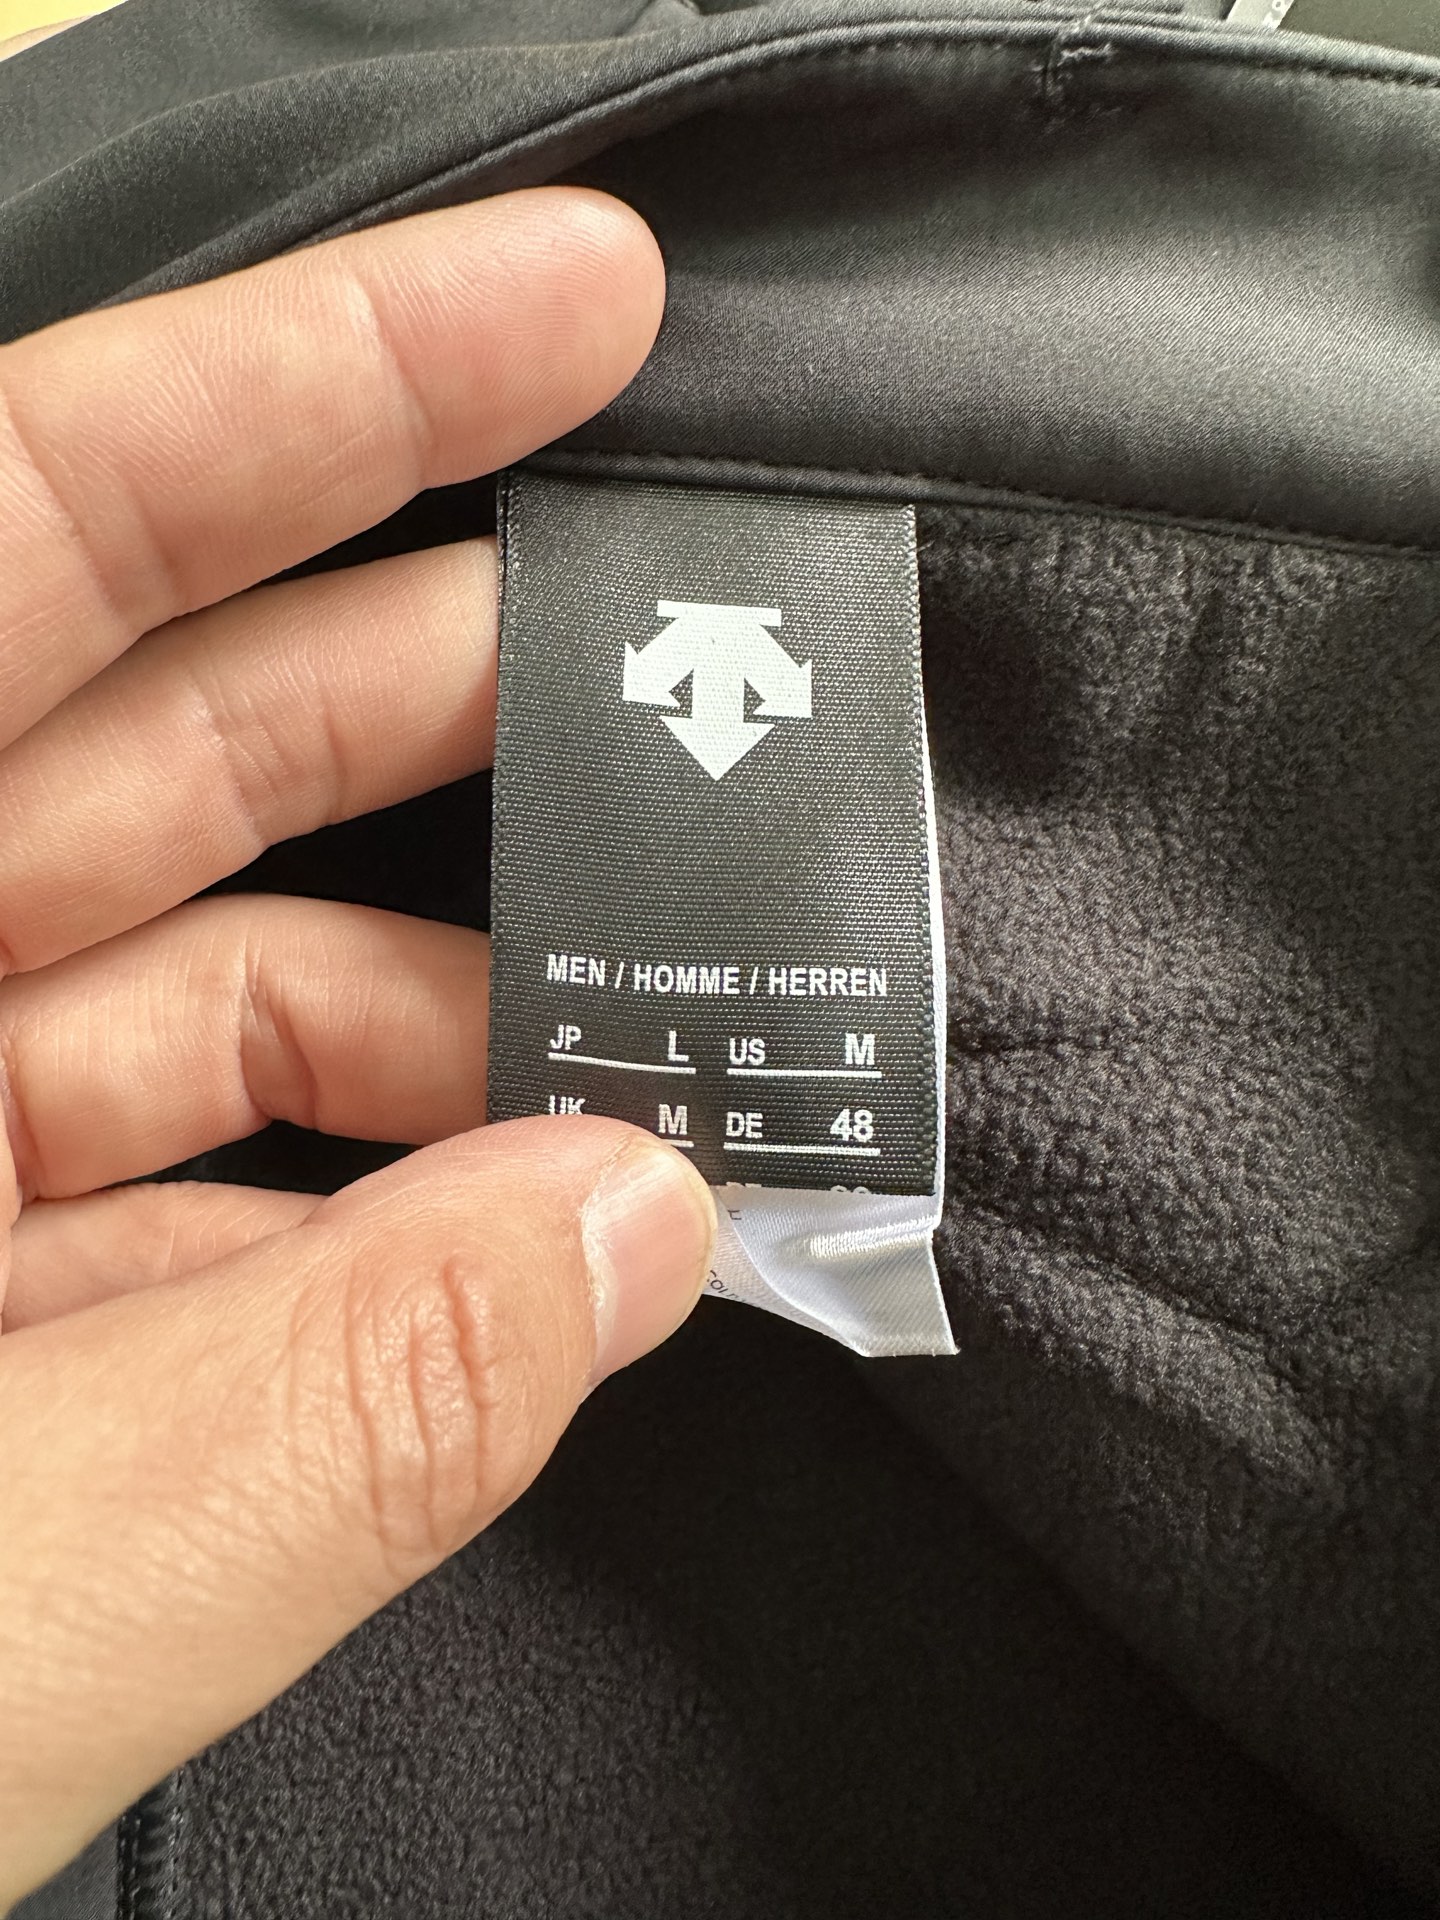 MEN / HOMME / HERREN
JP L US M
UK M DE 48